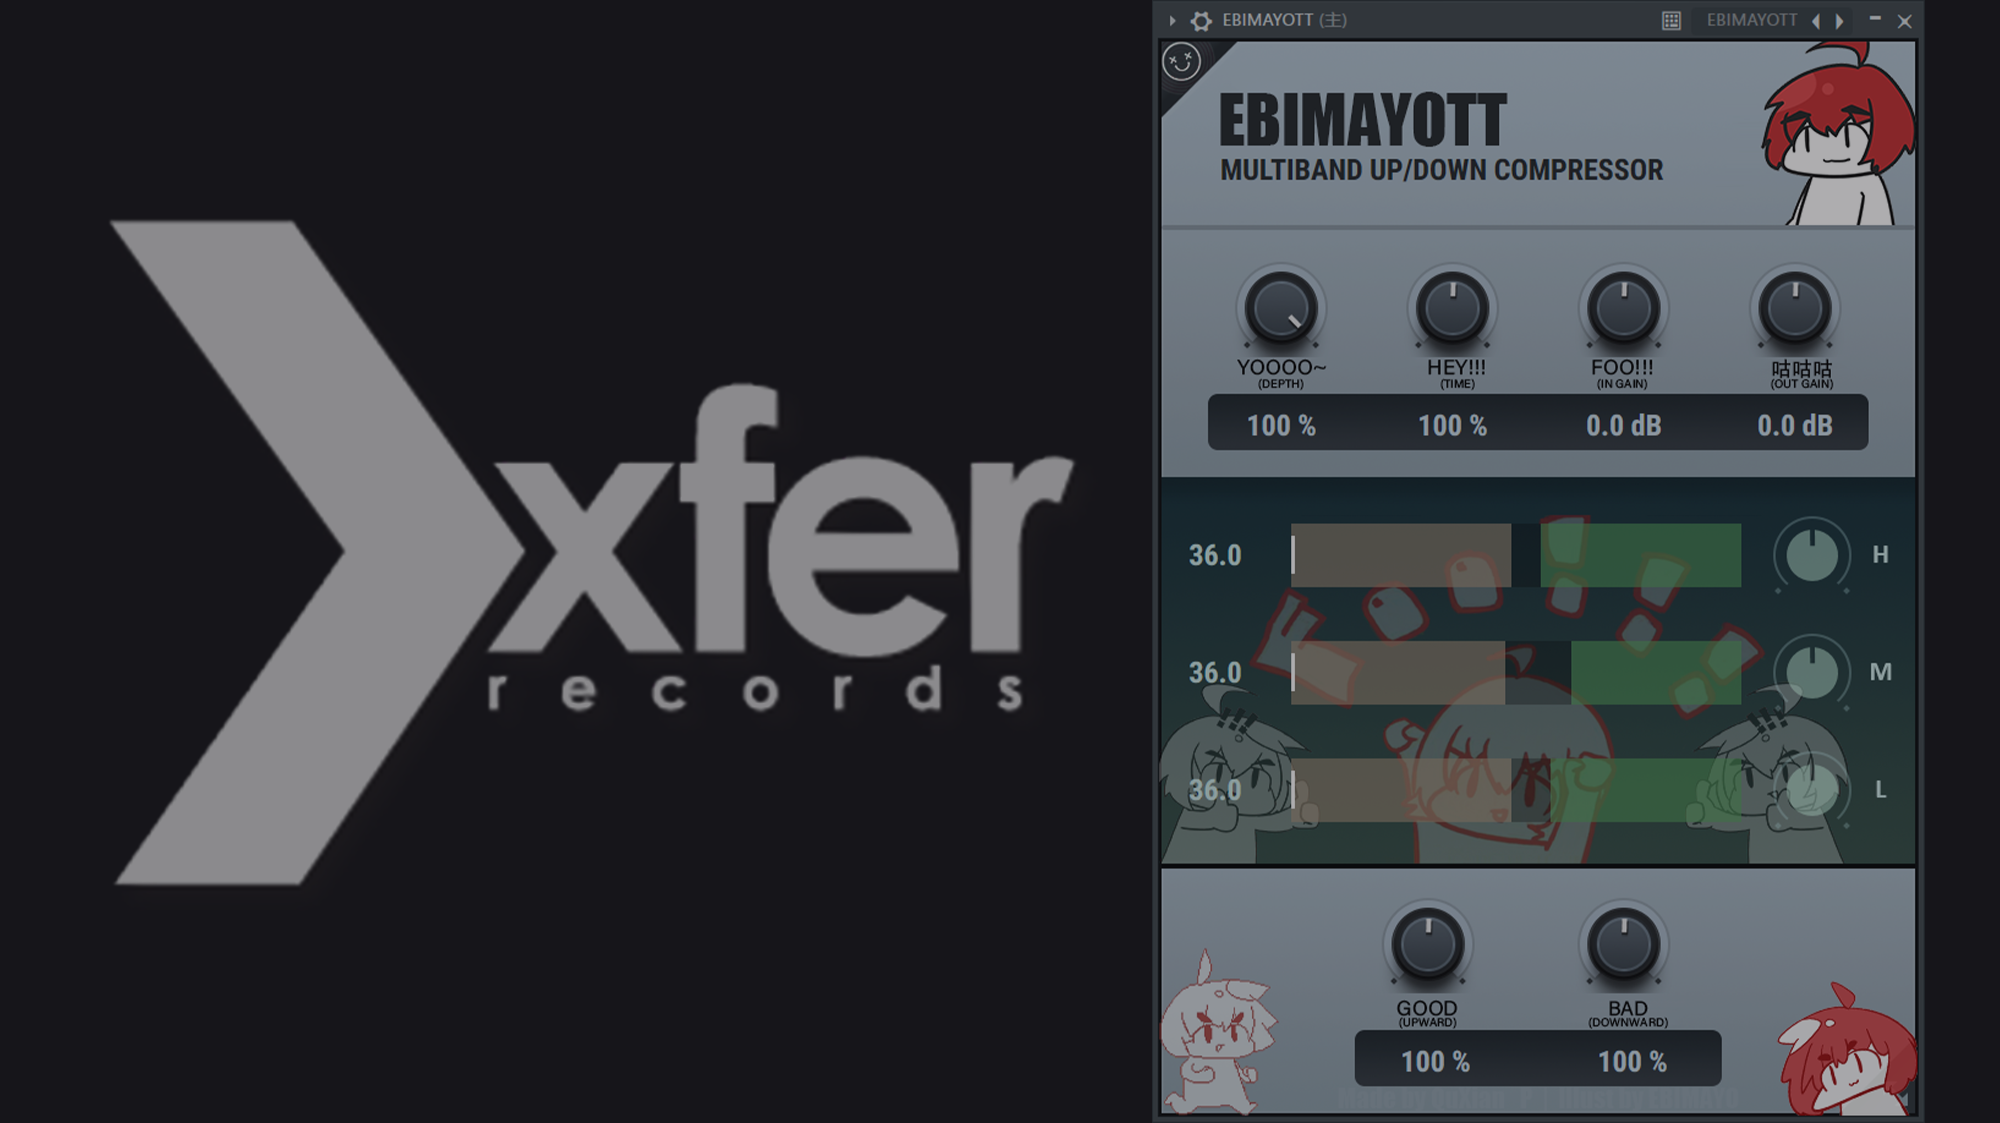 xfer
records
EBIMAYOTT (主)
EBIMAYOTT
EBIMAYOTT
MULTIBAND UP/DOWN COMPRESSOR
YOOOO~ HEY!!! FOO!!! 咕咕咕
(DEPTH) (TIME) (IN GAIN) (OUT GAIN)
100 % 100 % 0.0 dB 0.0 dB
36.0 H
36.0 M
36.0 L
GOOD BAD
(UPWARD) (DOWNWARD)
100 % 100 %